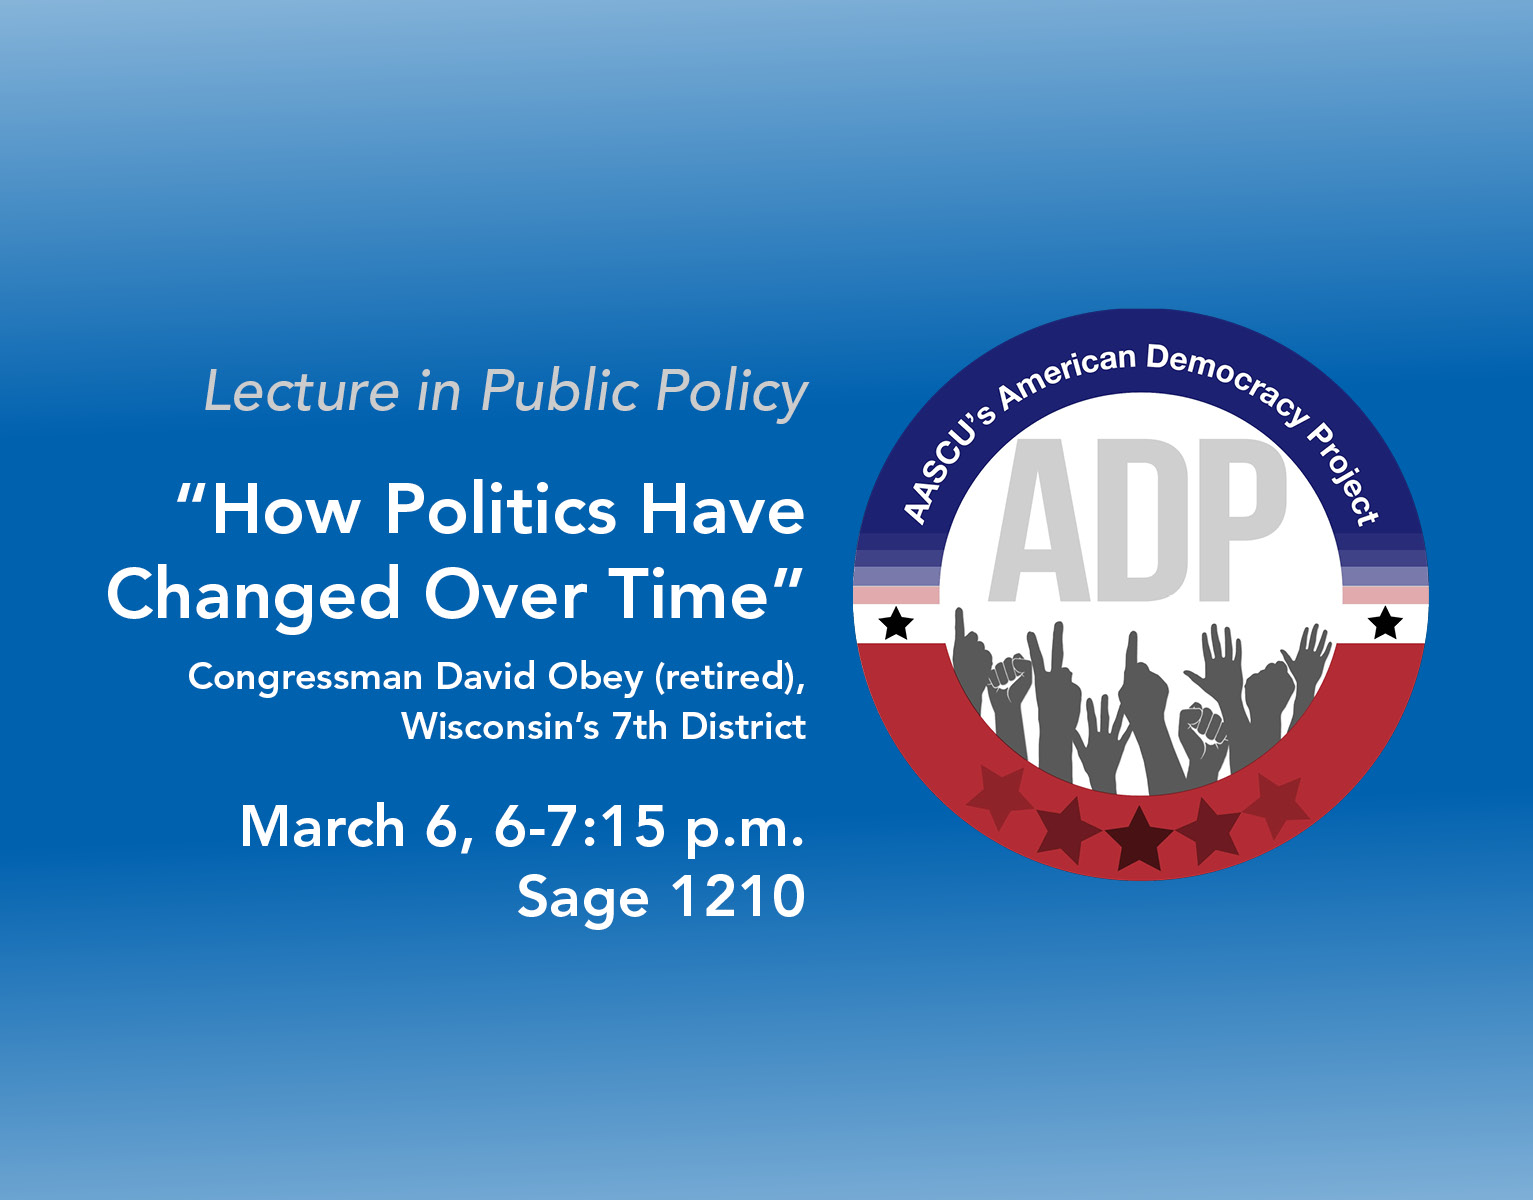 Lecture in Public Policy
“How Politics Have
Changed Over Time”
Congressman David Obey (retired),
Wisconsin’s 7th District
March 6, 6-7:15 p.m.
Sage 1210
AASCU’s American Democracy Project
ADP